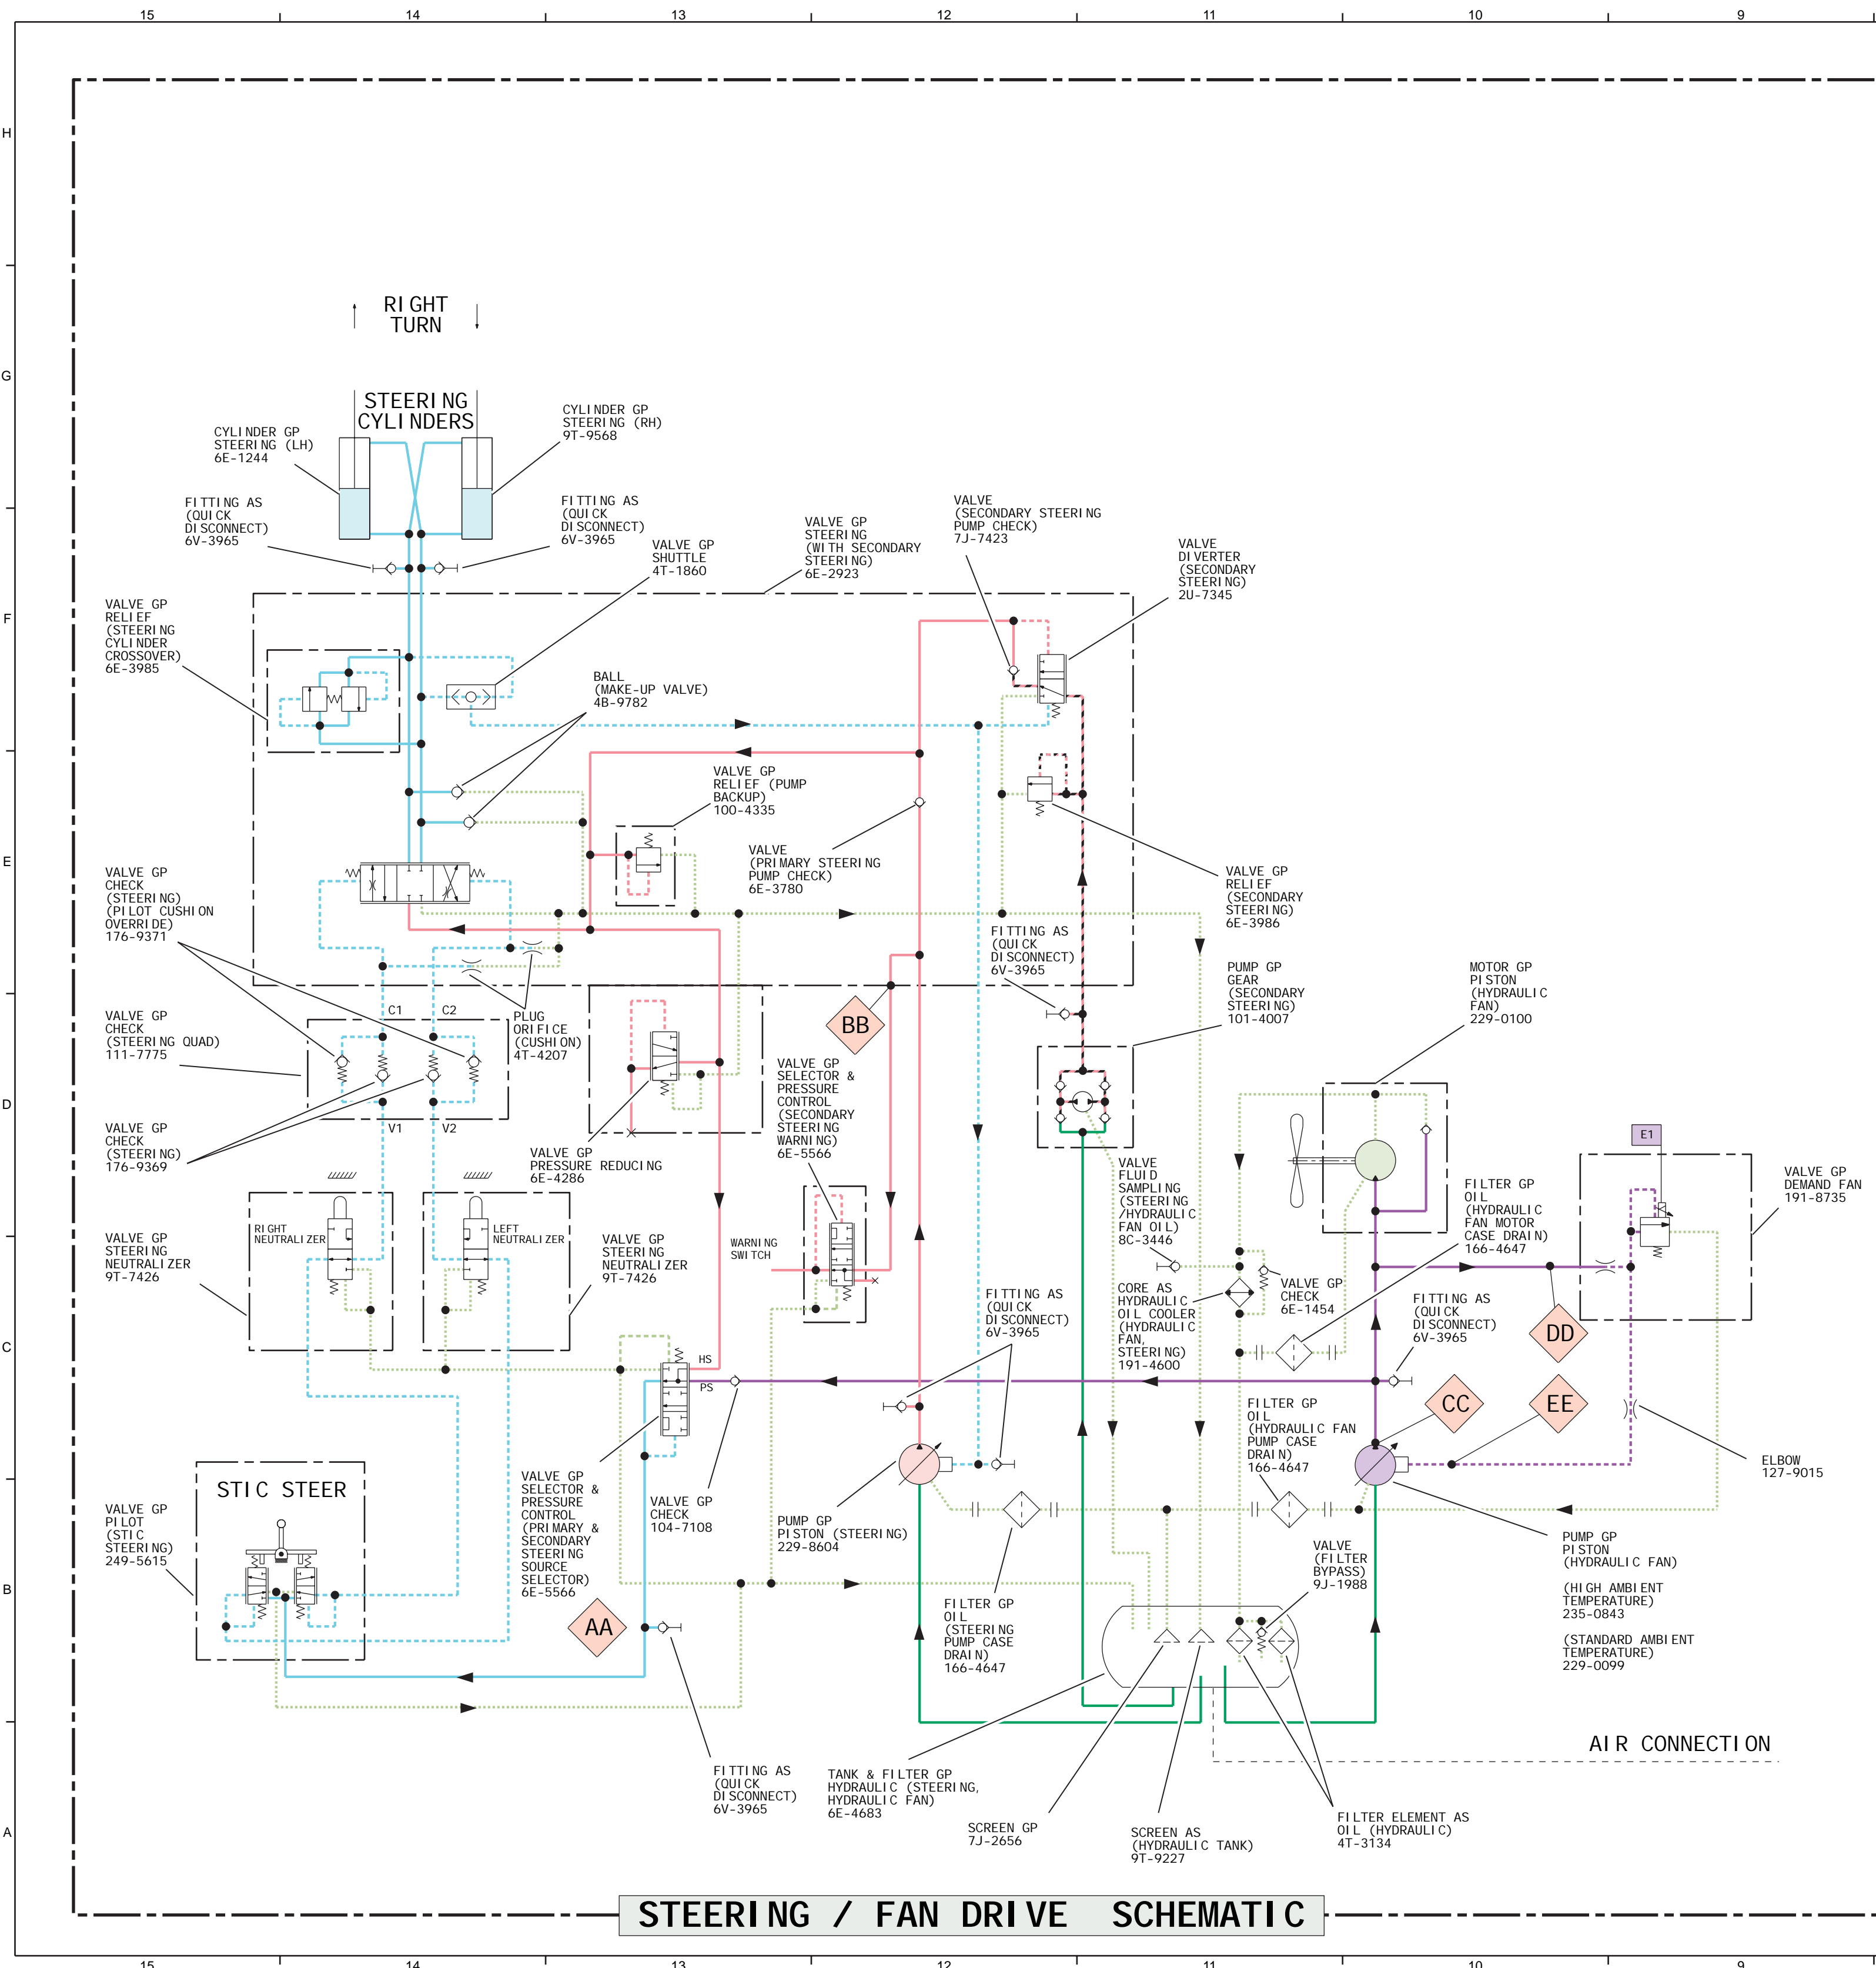 15 14 13 12 11 10 9
H
G
F
E
D
C
B
A
RIGHT
TURN
STEERING
CYLINDERS
CYLINDER GP
STEERING (LH)
6E-1244
CYLINDER GP
STEERING (RH)
9T-9568
FITTING AS
(QUICK
DISCONNECT)
6V-3965
FITTING AS
(QUICK
DISCONNECT)
6V-3965
VALVE GP
SHUTTLE
4T-1860
VALVE GP
STEERING
(WITH SECONDARY
STEERING)
6E-2923
VALVE
(SECONDARY STEERING
PUMP CHECK)
7J-7423
VALVE
DIVERTER
(SECONDARY
STEERING)
2U-7345
VALVE GP
RELIEF
(STEERING
CYLINDER
CROSSOVER)
6E-3985
BALL
(MAKE-UP VALVE)
4B-9782
VALVE GP
RELIEF (PUMP
BACKUP)
100-4335
VALVE
(PRIMARY STEERING
PUMP CHECK)
6E-3780
VALVE GP
RELIEF
(SECONDARY
STEERING)
6E-3986
VALVE GP
CHECK
(STEERING)
(PILOT CUSHION
OVERRIDE)
176-9371
FITTING AS
(QUICK
DISCONNECT)
6V-3965
PUMP GP
GEAR
(SECONDARY
STEERING)
101-4007
MOTOR GP
PISTON
(HYDRAULIC
FAN)
229-0100
VALVE GP
CHECK
(STEERING QUAD)
111-7775
C1 C2
PLUG
ORIFICE
(CUSHION)
4T-4207
BB
VALVE GP
SELECTOR &
PRESSURE
CONTROL
(SECONDARY
STEERING
WARNING)
6E-5566
V1 V2
VALVE GP
CHECK
(STEERING)
176-9369
VALVE GP
PRESSURE REDUCING
6E-4286
E1
VALVE
FLUID
SAMPLING
(STEERING
/HYDRAULIC
FAN OIL)
8C-3446
FILTER GP
OIL
(HYDRAULIC
FAN MOTOR
CASE DRAIN)
166-4647
VALVE GP
DEMAND FAN
191-8735
RIGHT
NEUTRALIZER
LEFT
NEUTRALIZER
VALVE GP
STEERING
NEUTRALIZER
9T-7426
VALVE GP
STEERING
NEUTRALIZER
9T-7426
WARNING
SWITCH
FITTING AS
(QUICK
DISCONNECT)
6V-3965
CORE AS
HYDRAULIC
OIL COOLER
(HYDRAULIC
FAN,
STEERING)
191-4600
VALVE GP
CHECK
6E-1454
FITTING AS
(QUICK
DISCONNECT)
6V-3965
DD
HS
PS
CC
EE
FILTER GP
OIL
(HYDRAULIC FAN
PUMP CASE
DRAIN)
166-4647
ELBOW
127-9015
STIC STEER
VALVE GP
PILOT
(STIC
STEERING)
249-5615
VALVE GP
SELECTOR &
PRESSURE
CONTROL
(PRIMARY &
SECONDARY
STEERING
SOURCE
SELECTOR)
6E-5566
VALVE GP
CHECK
104-7108
PUMP GP
PISTON (STEERING)
229-8604
VALVE
(FILTER
BYPASS)
9J-1988
PUMP GP
PISTON
(HYDRAULIC FAN)
(HIGH AMBIENT
TEMPERATURE)
235-0843
(STANDARD AMBIENT
TEMPERATURE)
229-0099
AA
FILTER GP
OIL
(STEERING
PUMP CASE
DRAIN)
166-4647
AIR CONNECTION
FITTING AS
(QUICK
DISCONNECT)
6V-3965
TANK & FILTER GP
HYDRAULIC (STEERING,
HYDRAULIC FAN)
6E-4683
SCREEN GP
7J-2656
SCREEN AS
(HYDRAULIC TANK)
9T-9227
FILTER ELEMENT AS
OIL (HYDRAULIC)
4T-3134
STEERING / FAN DRIVE SCHEMATIC
15 14 13 12 11 10 9